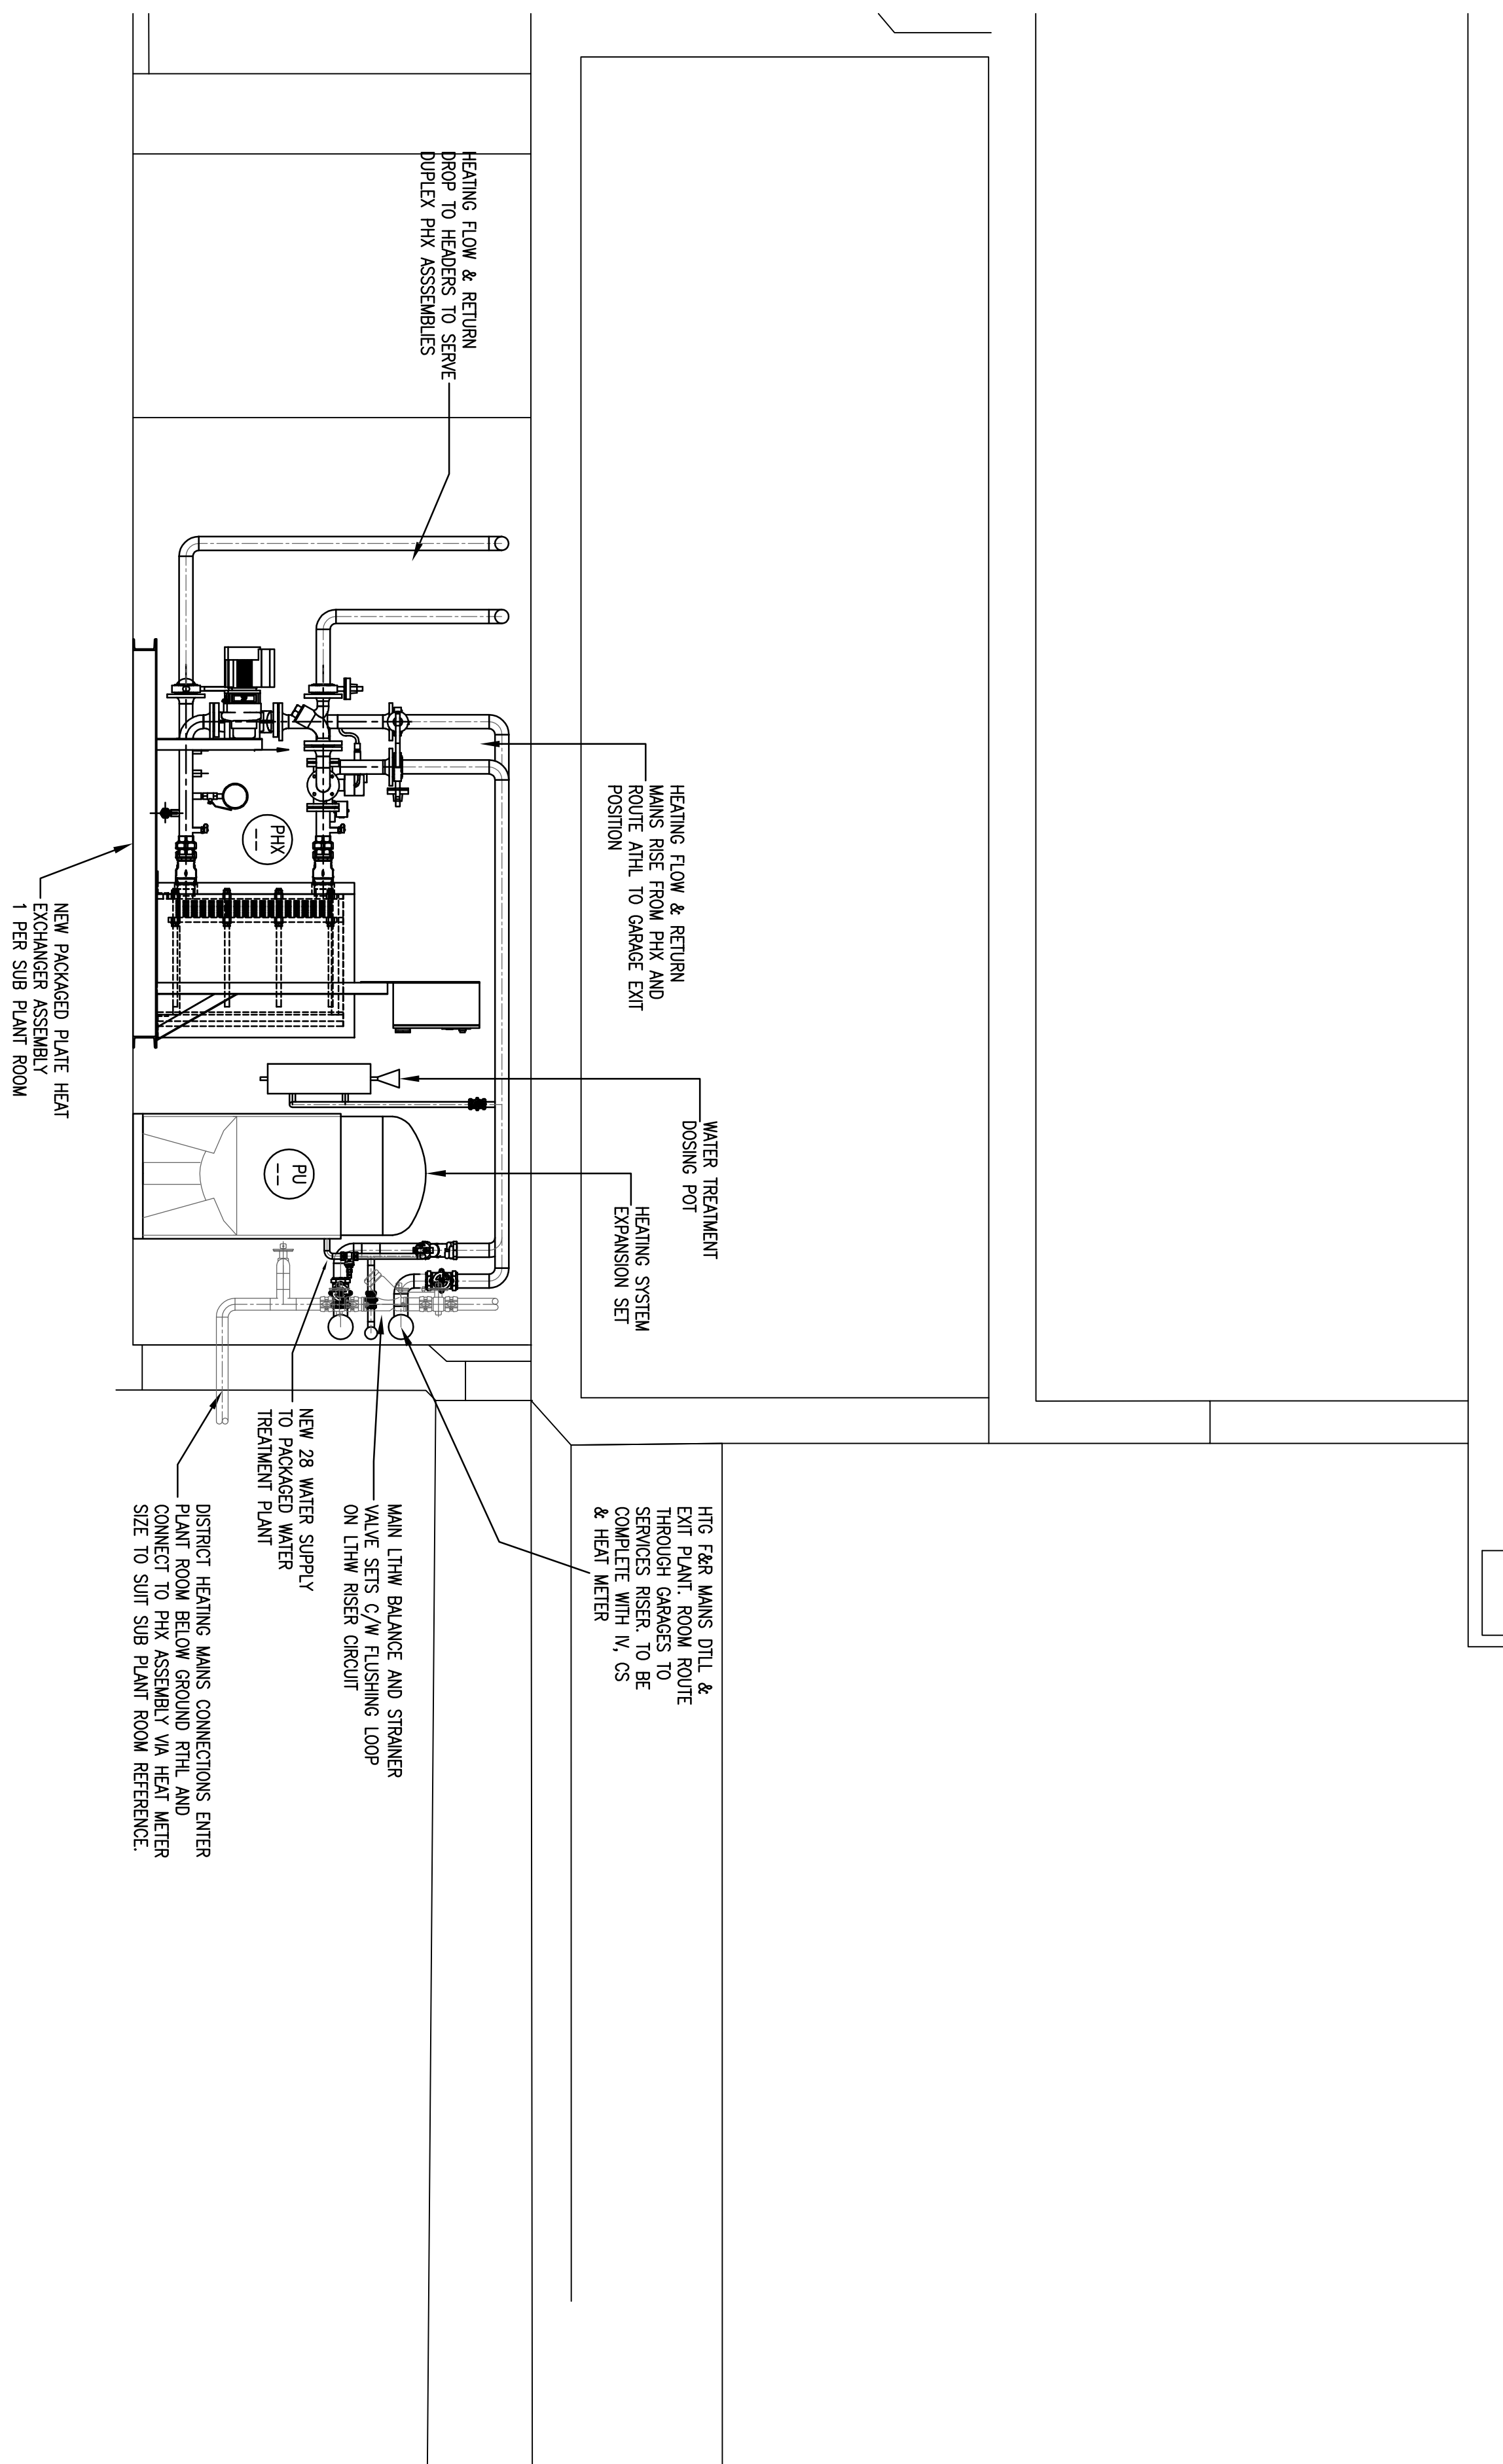 HEATING FLOW & RETURN
DROP TO HEADERS TO SERVE
DUPLEX PHX ASSSEMBLIES
HEATING FLOW & RETURN
MAINS RISE FROM PHX AND
ROUTE ATHL TO GARAGE EXIT
POSITION
WATER TREATMENT
DOSING POT
HEATING SYSTEM
EXPANSION SET
HTG F&R MAINS DTLL &
EXIT PLANT. ROOM ROUTE
THROUGH GARAGES TO
SERVICES RISER. TO BE
COMPLETE WITH IV, CS
& HEAT METER
PHX
--
PU
--
MAIN LTHW BALANCE AND STRAINER
VALVE SETS C/W FLUSHING LOOP
ON LTHW RISER CIRCUIT
NEW 28 WATER SUPPLY
TO PACKAGED WATER
TREATMENT PLANT
DISTRICT HEATING MAINS CONNECTIONS ENTER
PLANT ROOM BELOW GROUND RTHL AND
CONNECT TO PHX ASSEMBLY VIA HEAT METER
SIZE TO SUIT SUB PLANT ROOM REFERENCE.
NEW PACKAGED PLATE HEAT
EXCHANGER ASSEMBLY
1 PER SUB PLANT ROOM